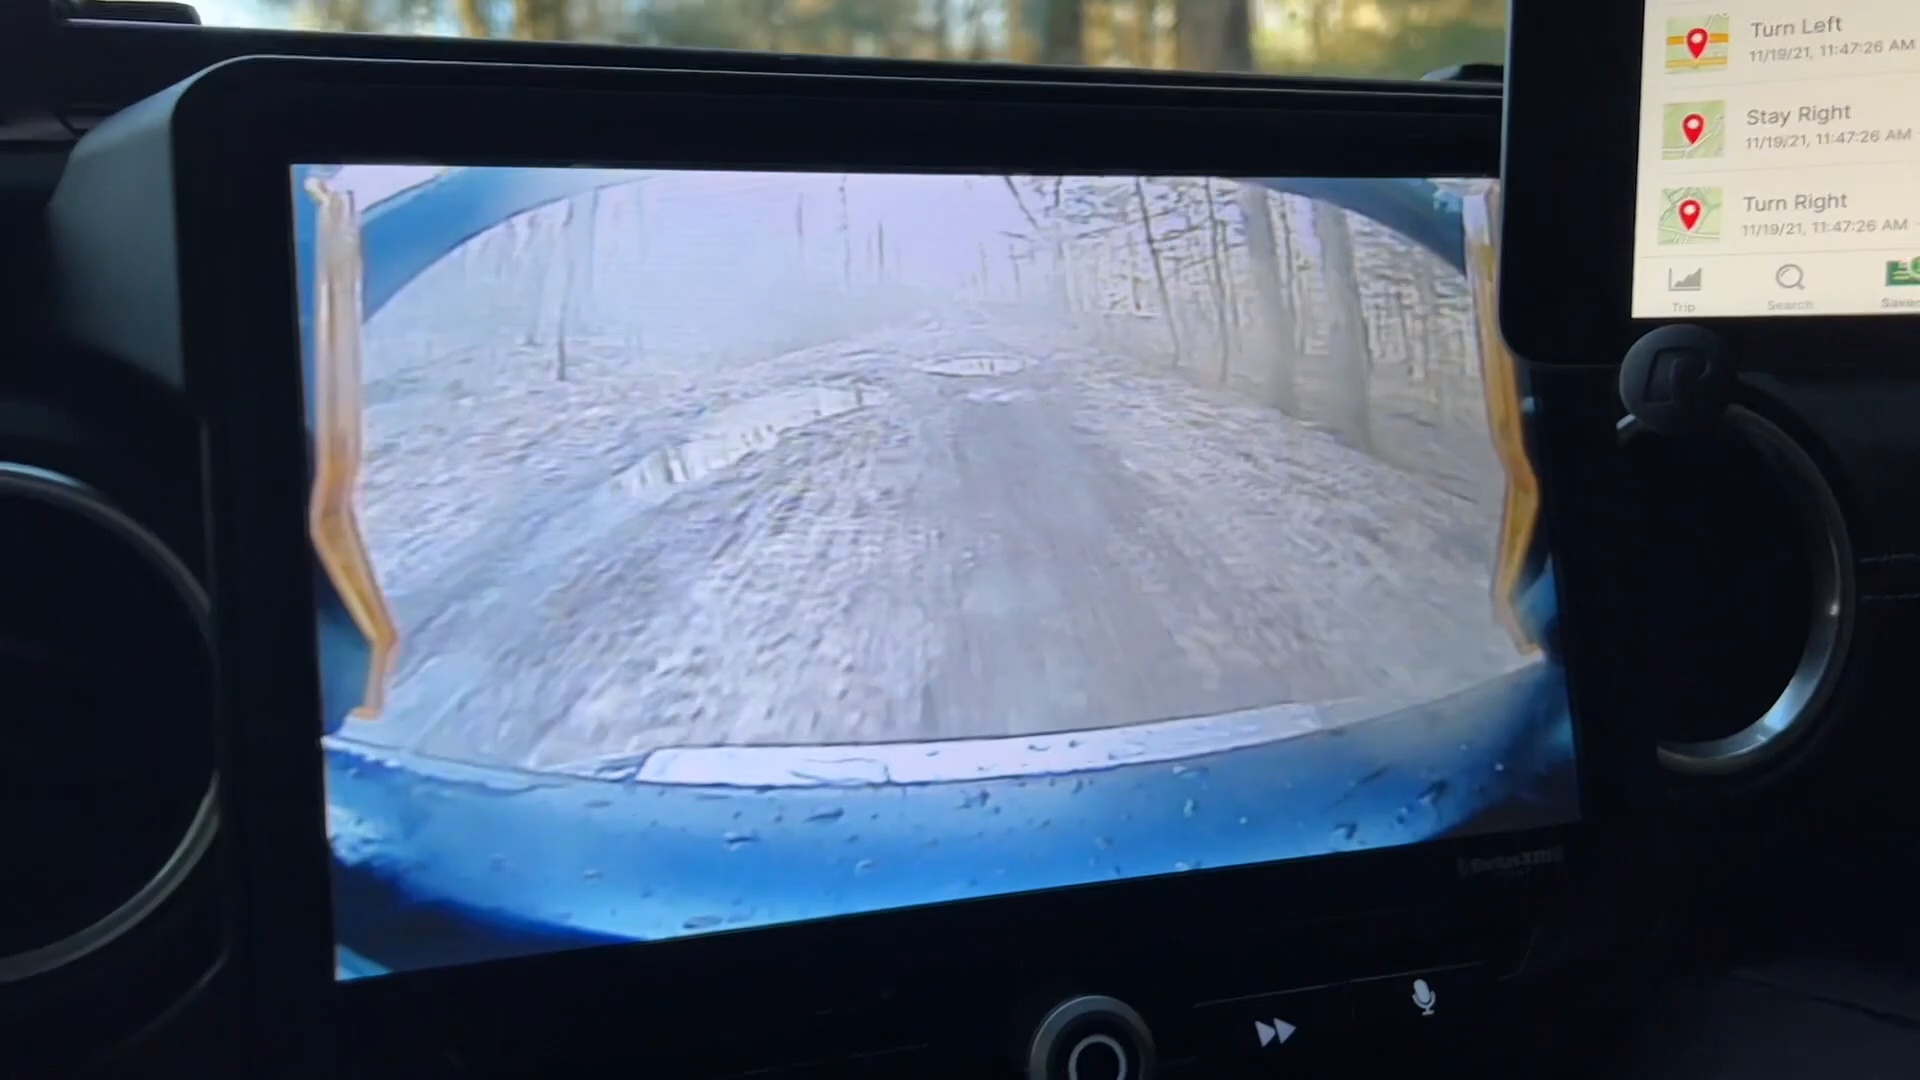 Turn Left
11/19/21, 11:47:26 AM
Stay Right
11/19/21, 11:47:26 AM
Turn Right
11/19/21, 11:47:26 AM
Trip
Search
SiriusXM